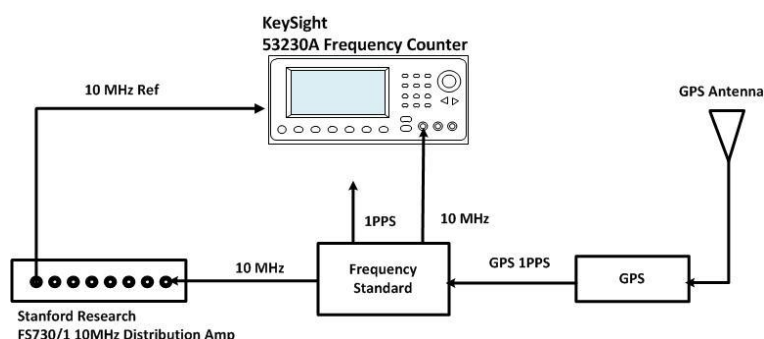 KeySight
53230A Frequency Counter
10 MHz Ref
GPS Antenna
1PPS
10 MHz
10 MHz
Frequency
Standard
GPS 1PPS
GPS
Stanford Research
FS730/1 10MHz Distribution Amp